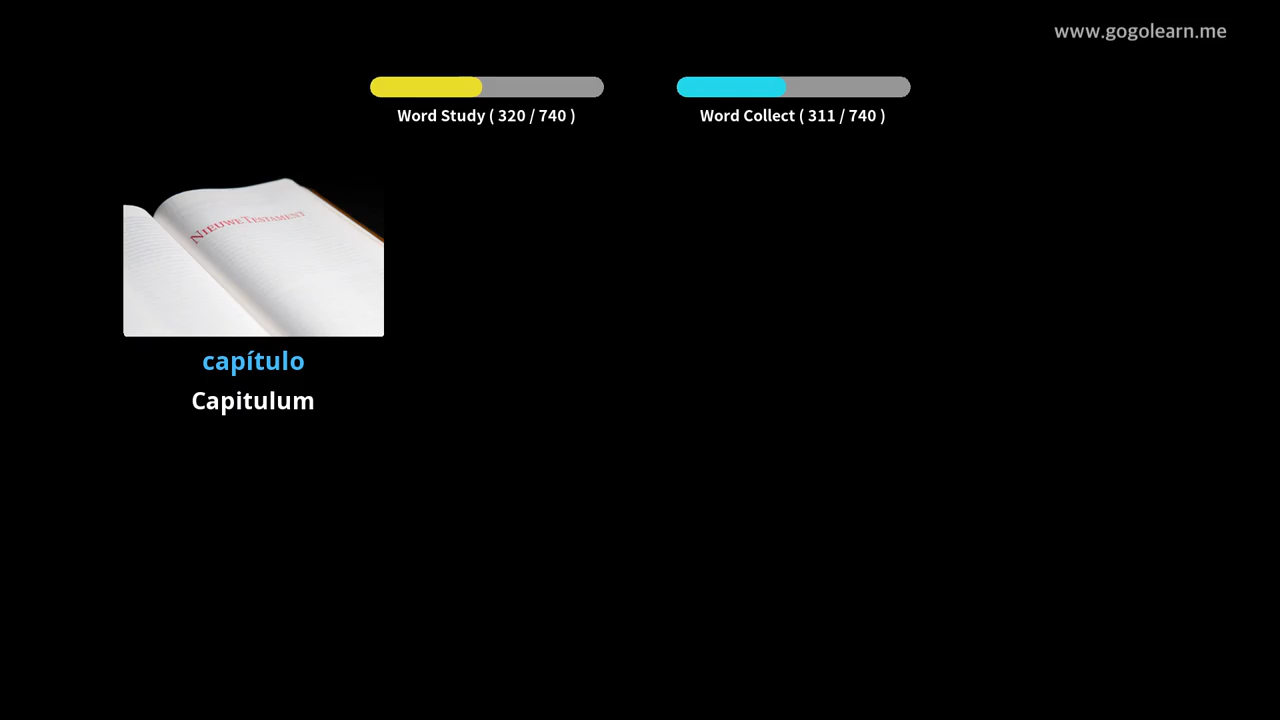 www.gogolearn.me
Word Study ( 320 / 740 )
Word Collect ( 311 / 740 )
NIEUWE TESTAMENT
capítulo
Capitulum